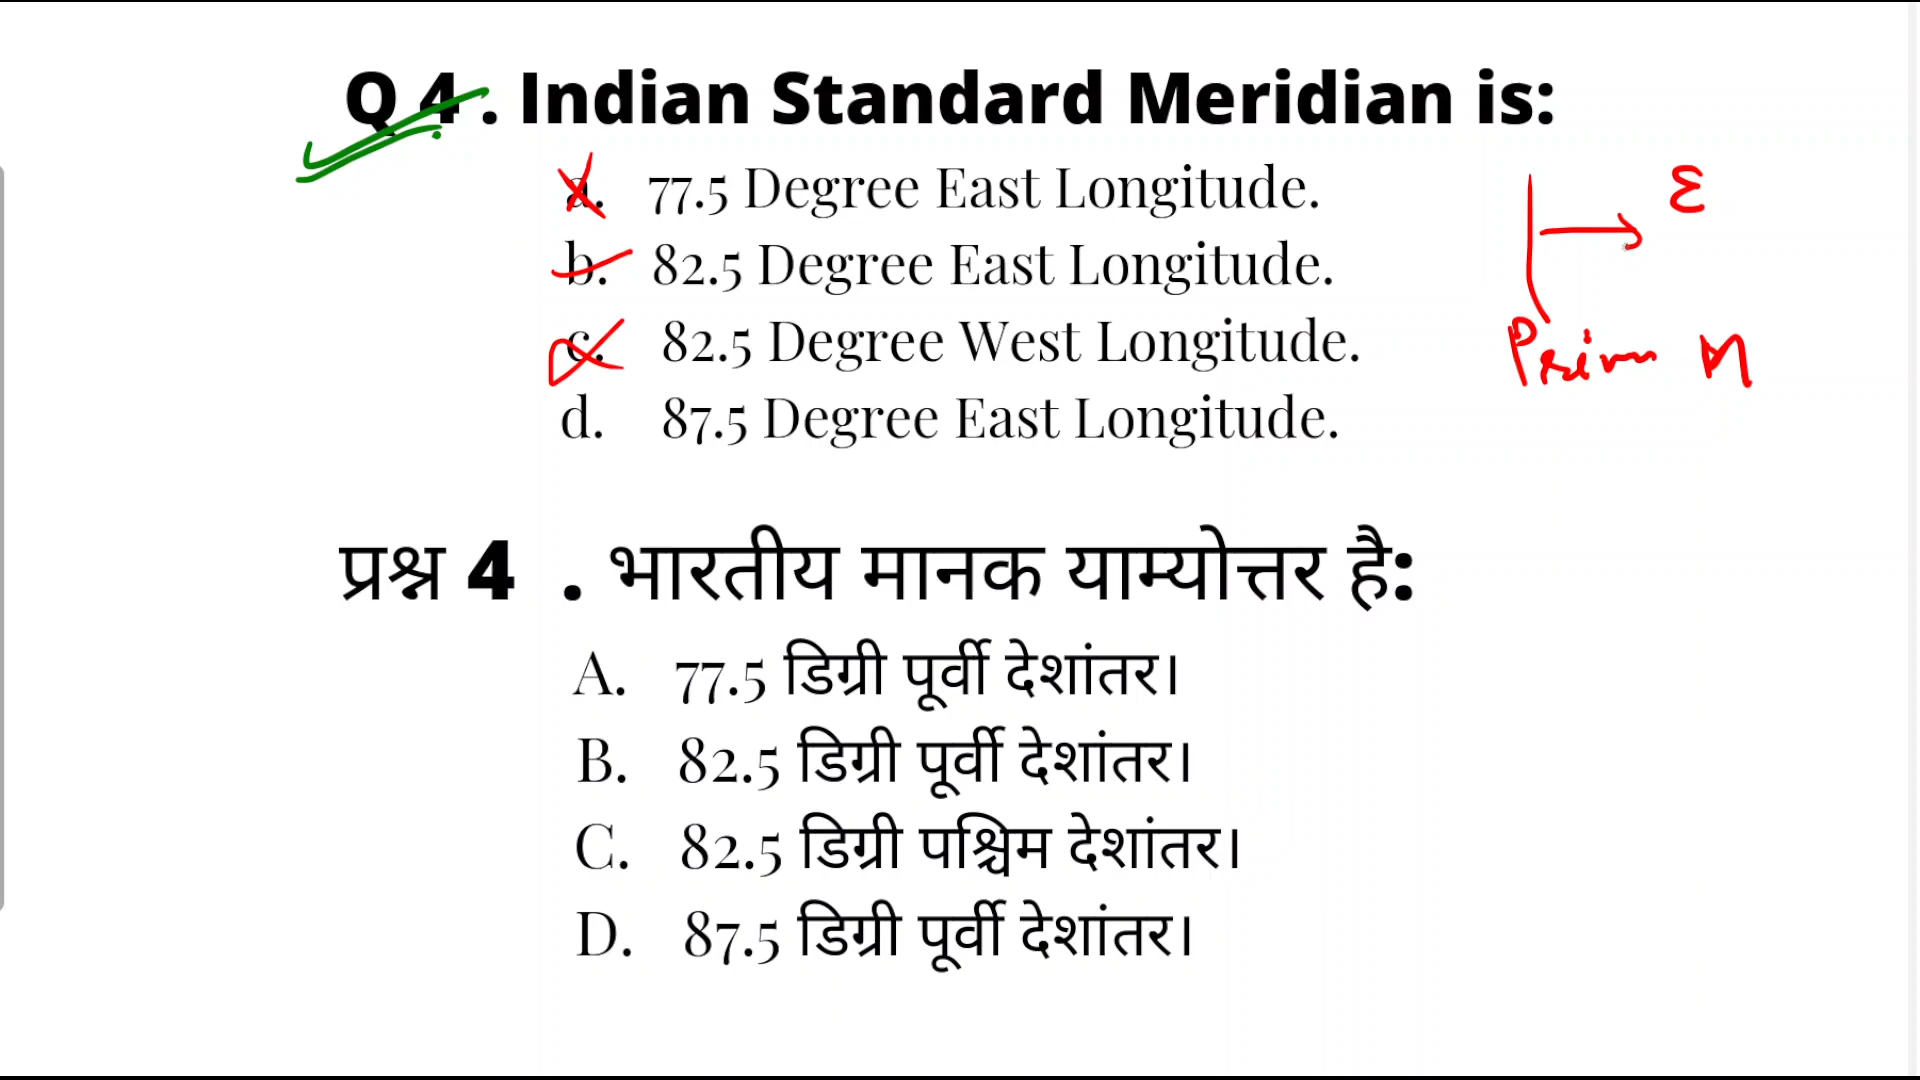 Q 4 . Indian Standard Meridian is:
a. 77.5 Degree East Longitude.
b. 82.5 Degree East Longitude.
c. 82.5 Degree West Longitude.
d. 87.5 Degree East Longitude.
E
Prim M
प्रश्न 4 . भारतीय मानक याम्योत्तर है:
A. 77.5 डिग्री पूर्वी देशांतर।
B. 82.5 डिग्री पूर्वी देशांतर।
C. 82.5 डिग्री पश्चिम देशांतर।
D. 87.5 डिग्री पूर्वी देशांतर।